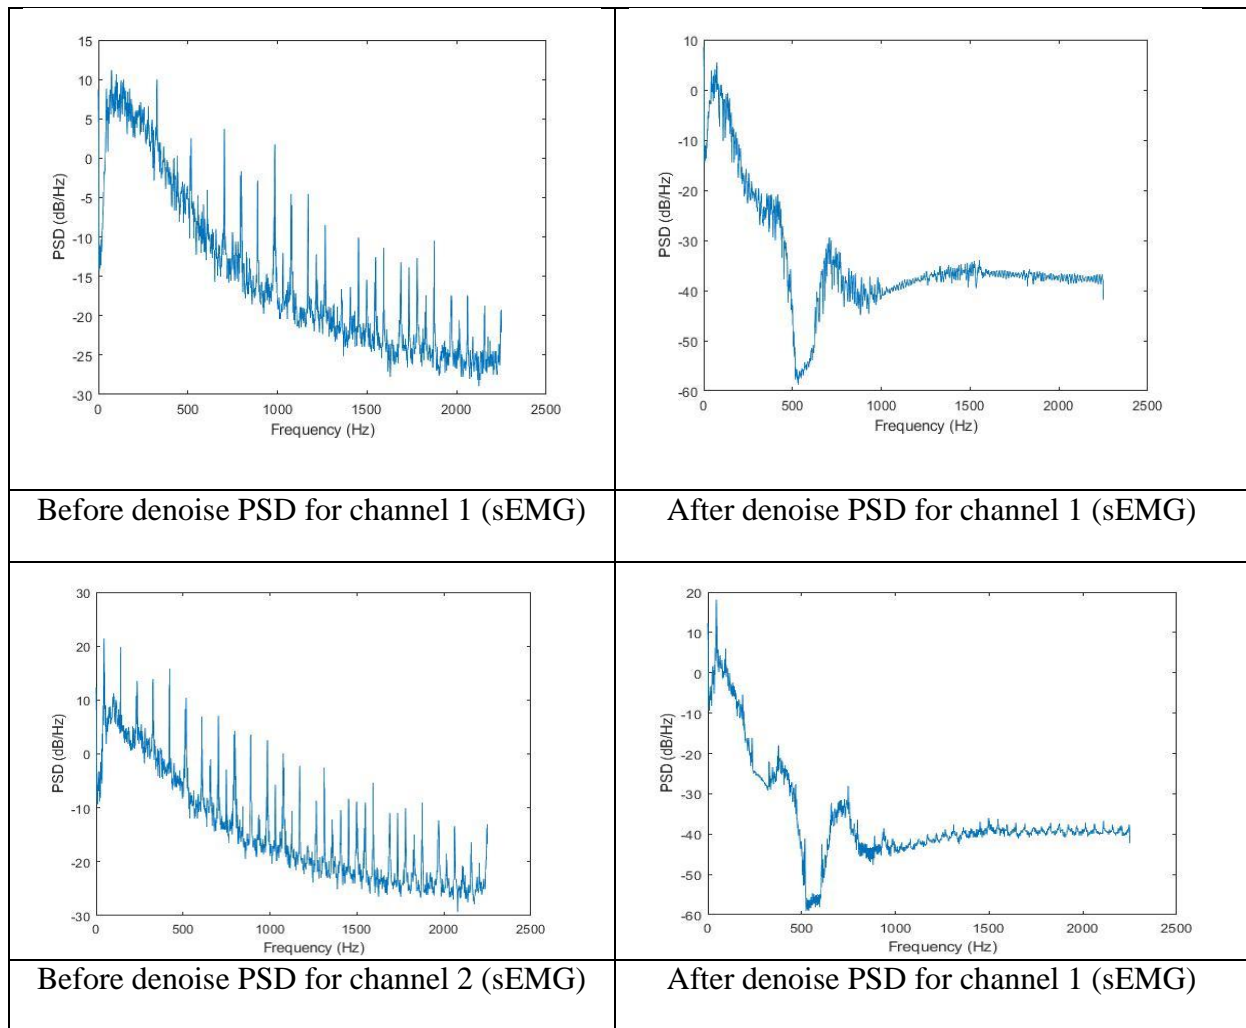 15
10
5
0
-5
-10
-15
-20
-25
-30
PSD (dB/Hz)
0 500 1000 1500 2000 2500
Frequency (Hz)
10
0
-10
-20
-30
-40
-50
-60
PSD (dB/Hz)
0 500 1000 1500 2000 2500
Frequency (Hz)
Before denoise PSD for channel 1 (sEMG)
After denoise PSD for channel 1 (sEMG)
30
20
10
0
-10
-20
-30
PSD (dB/Hz)
0 500 1000 1500 2000 2500
Frequency (Hz)
20
10
0
-10
-20
-30
-40
-50
-60
PSD (dB/Hz)
0 500 1000 1500 2000 2500
Frequency (Hz)
Before denoise PSD for channel 2 (sEMG)
After denoise PSD for channel 1 (sEMG)